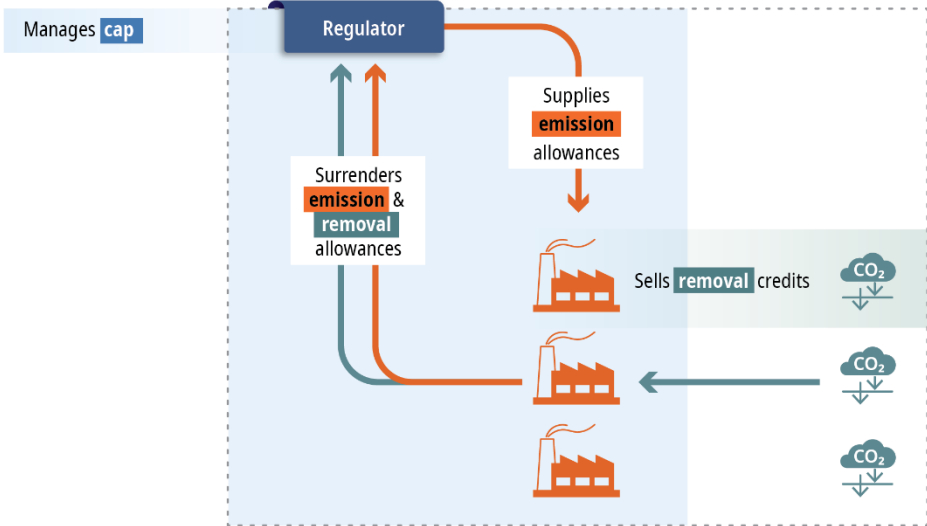 Manages cap
Regulator
Supplies
emission
allowances
Surrenders
emission &
removal
allowances
Sells removal credits
CO₂
CO₂
CO₂